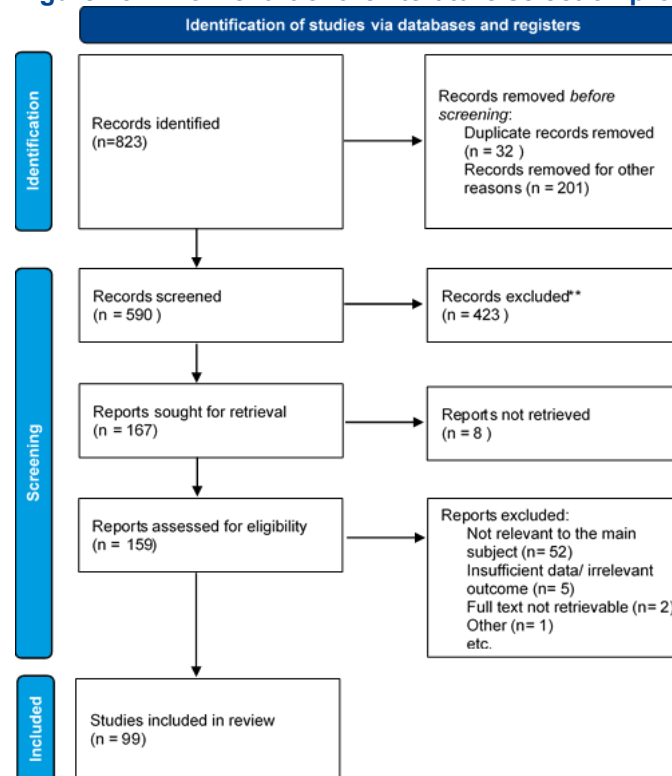 Identification of studies via databases and registers
Identification
Records identified
(n=823)
Records removed before
screening:
Duplicate records removed
(n = 32 )
Records removed for other
reasons (n = 201)
Screening
Records screened
(n = 590 )
Records excluded**
(n = 423 )
Reports sought for retrieval
(n = 167)
Reports not retrieved
(n = 8 )
Reports assessed for eligibility
(n = 159)
Reports excluded:
Not relevant to the main
subject (n= 52)
Insufficient data/ irrelevant
outcome (n= 5)
Full text not retrievable (n= 2)
Other (n= 1)
etc.
Included
Studies included in review
(n = 99)